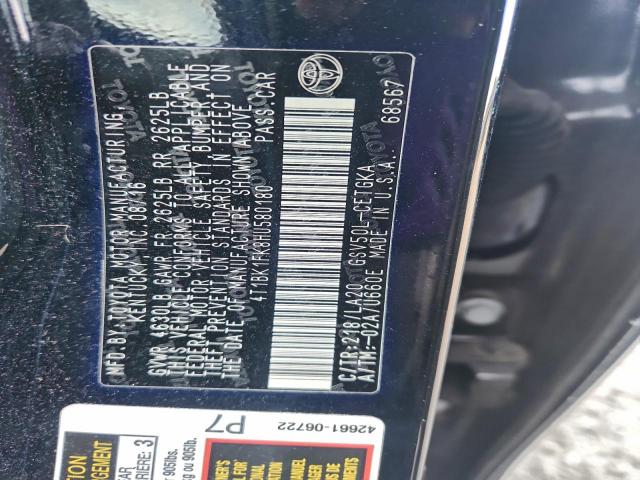 MFD. BY: TOYOTA MOTOR MANUFACTURING,
KENTUCKY, INC. 08/16
GVWR 4630LB GAWR FR 2625LB RR 2625LB
THIS VEHICLE CONFORMS TO ALL APPLICABLE
FEDERAL MOTOR VEHICLE SAFETY, BUMPER AND
THEFT PREVENTION STANDARDS IN EFFECT ON
THE DATE OF MANUFACTURE SHOWN ABOVE.
4T1BK1FK8HU580180 PASS.CAR
C/TR:218/LA20 GSV50L-CETGKA
A/TM:-02A/U660E MADE IN U.S.A. 68567
P7
42661-06722